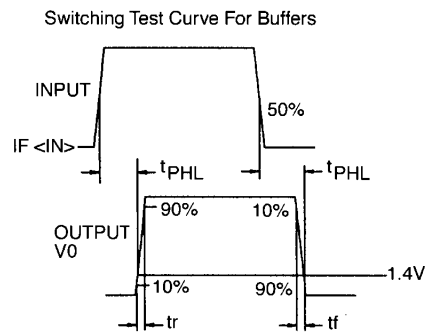 Switching Test Curve For Buffers
INPUT
50%
IF <IN>
tPHL
tPHL
90%
10%
OUTPUT
V0
1.4V
10%
90%
tr
tf